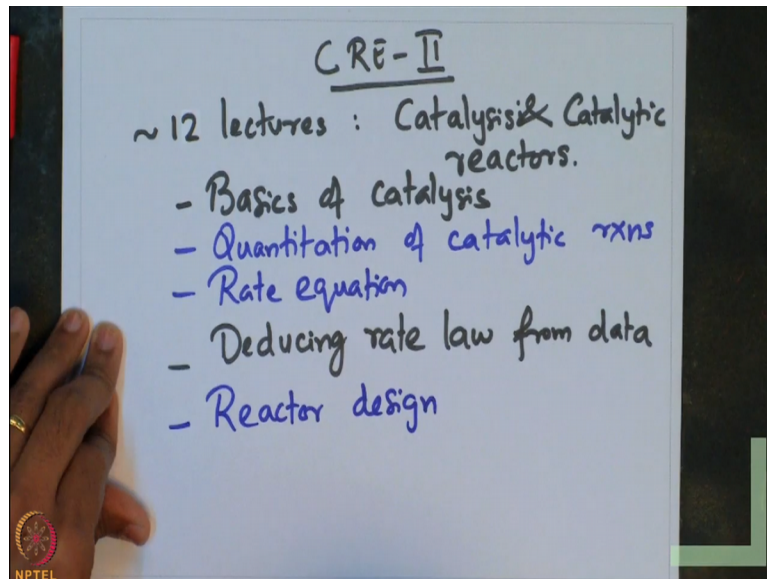 CRE-II
~12 lectures : Catalysis & Catalytic
reactors.
- Basics of catalysis
- Quantitation of catalytic rxns
- Rate equation
- Deducing rate law from data
- Reactor design
NPTEL